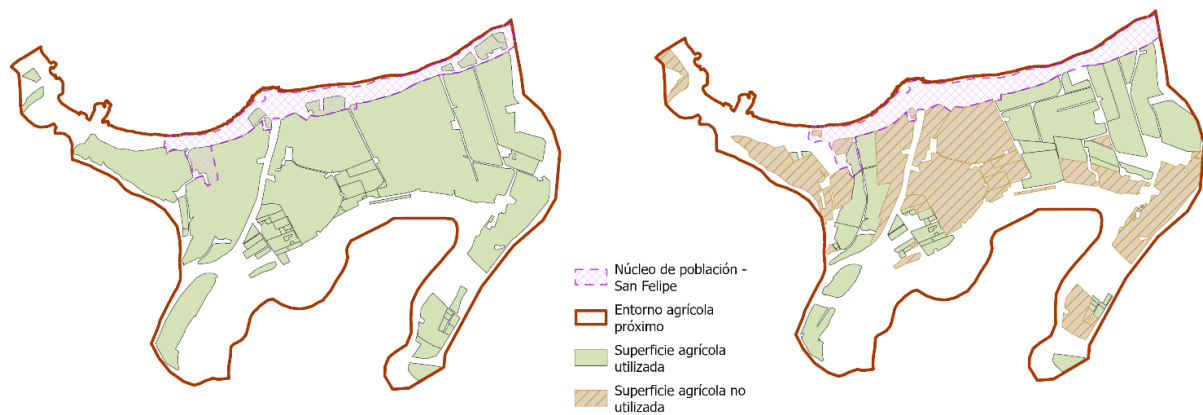 Núcleo de población -
San Felipe
Entorno agrícola
próximo
Superficie agrícola
utilizada
Superficie agrícola no
utilizada